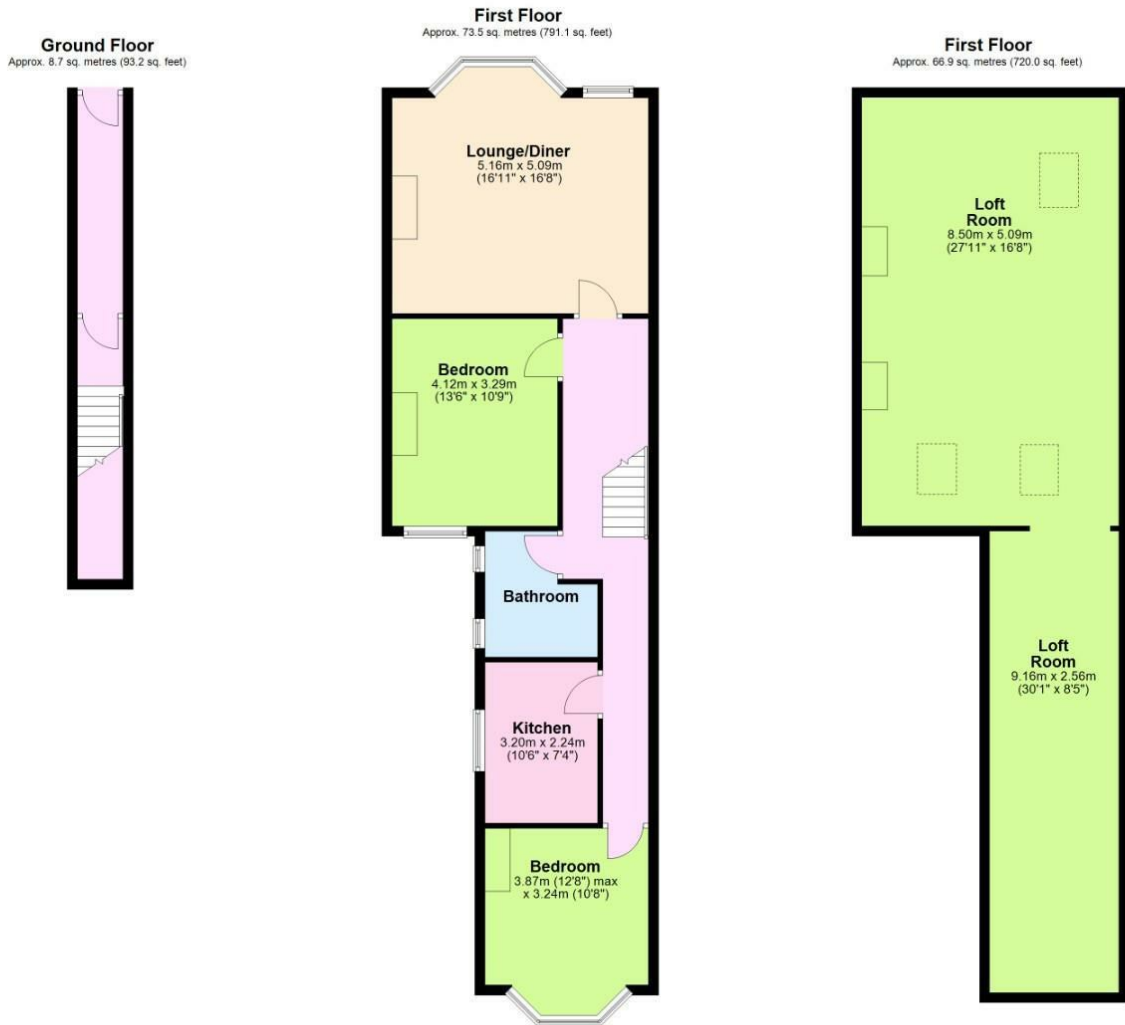 Ground Floor
Approx. 8.7 sq. metres (93.2 sq. feet)
First Floor
Approx. 73.5 sq. metres (791.1 sq. feet)
Lounge/Diner
5.16m x 5.09m
(16'11" x 16'8")
Bedroom
4.12m x 3.29m
(13'6" x 10'9")
Bathroom
Kitchen
3.20m x 2.24m
(10'6" x 7'4")
Bedroom
3.87m (12'8") max
x 3.24m (10'8")
First Floor
Approx. 66.9 sq. metres (720.0 sq. feet)
Loft
Room
8.50m x 5.09m
(27'11" x 16'8")
Loft
Room
9.16m x 2.56m
(30'1" x 8'5")